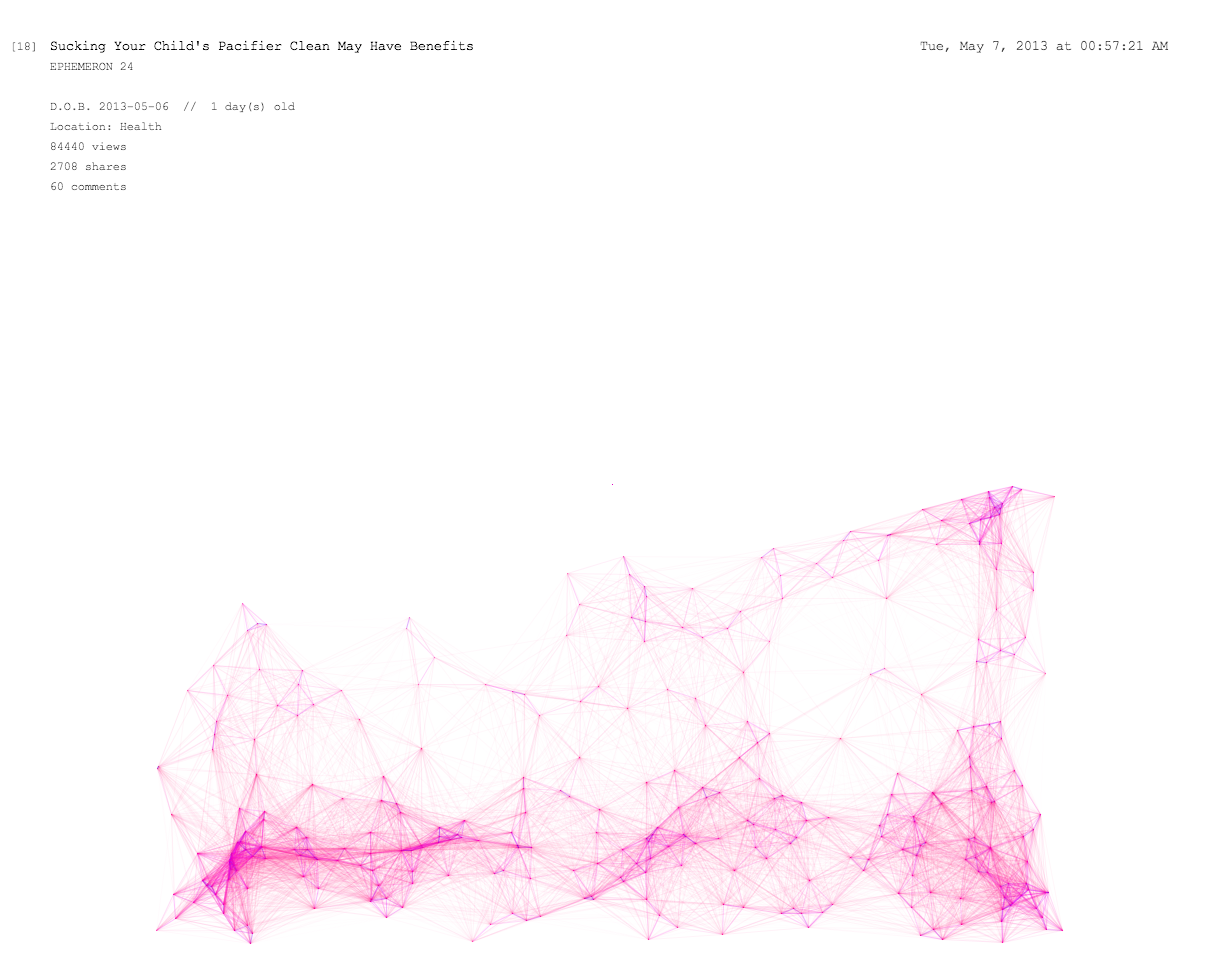 [18] Sucking Your Child's Pacifier Clean May Have Benefits Tue, May 7, 2013 at 00:57:21 AM
EPHEMERON 24
D.O.B. 2013-05-06 // 1 day(s) old
Location: Health
84440 views
2708 shares
60 comments